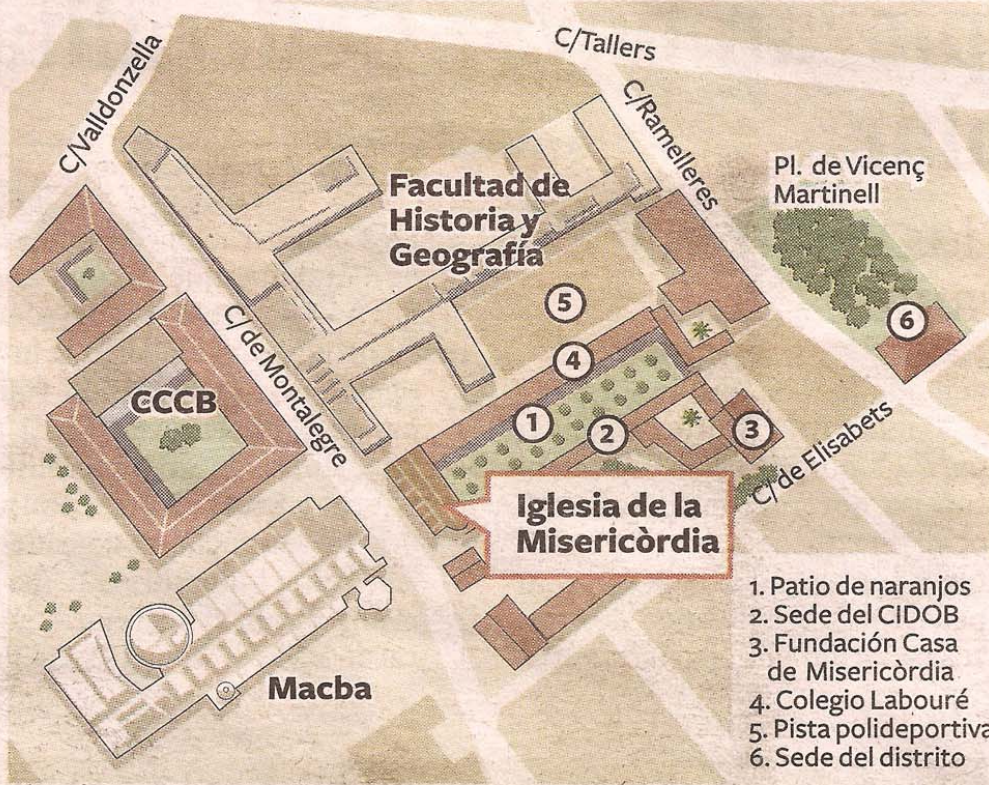 C/Tallers
C/Valldonzella
C/Ramelleres
Pl. de Vicenç
Martinell
Facultad de
Historia y
Geografía
5
6
C/ de Montalegre
4
CCCB
1
2
3
C/ de Elisabets
Iglesia de la
Misericòrdia
Macba
1. Patio de naranjos
2. Sede del CIDOB
3. Fundación Casa
de Misericòrdia
4. Colegio Labouré
5. Pista polideportiva
6. Sede del distrito